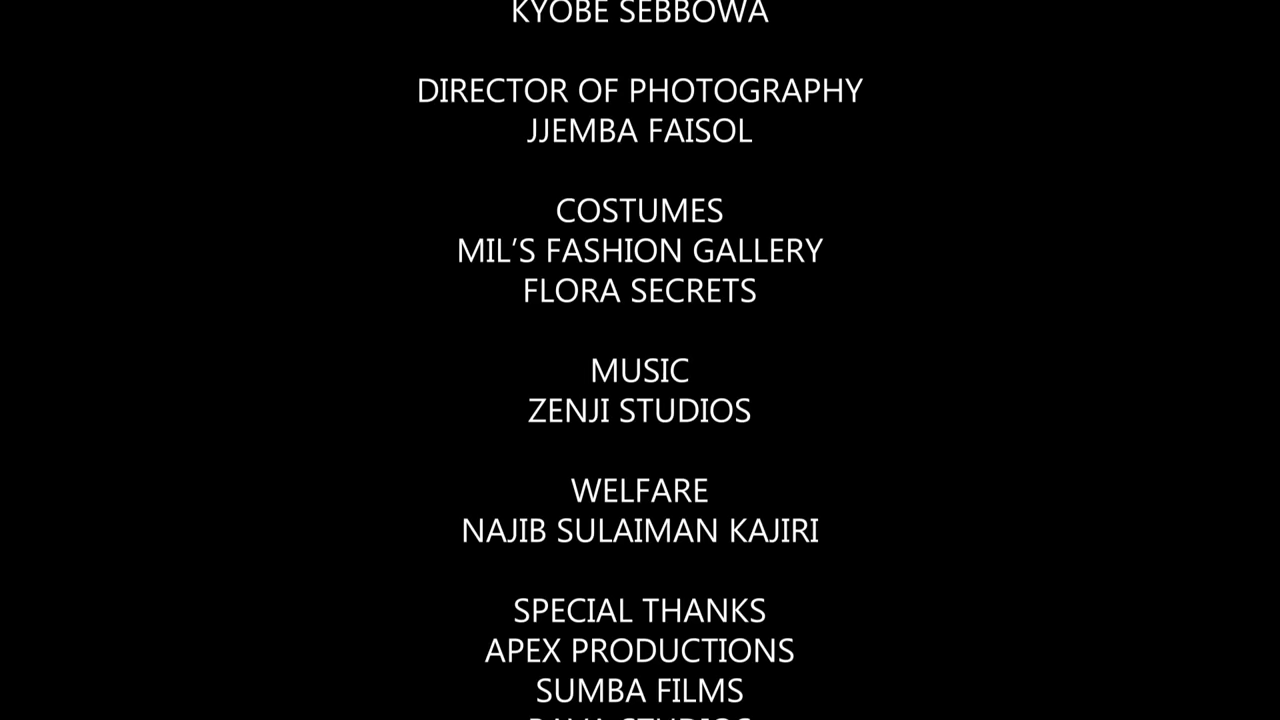 KYOBE SEBBOWA
DIRECTOR OF PHOTOGRAPHY
JJEMBA FAISOL
COSTUMES
MIL’S FASHION GALLERY
FLORA SECRETS
MUSIC
ZENJI STUDIOS
WELFARE
NAJIB SULAIMAN KAJIRI
SPECIAL THANKS
APEX PRODUCTIONS
SUMBA FILMS
STUDIOS